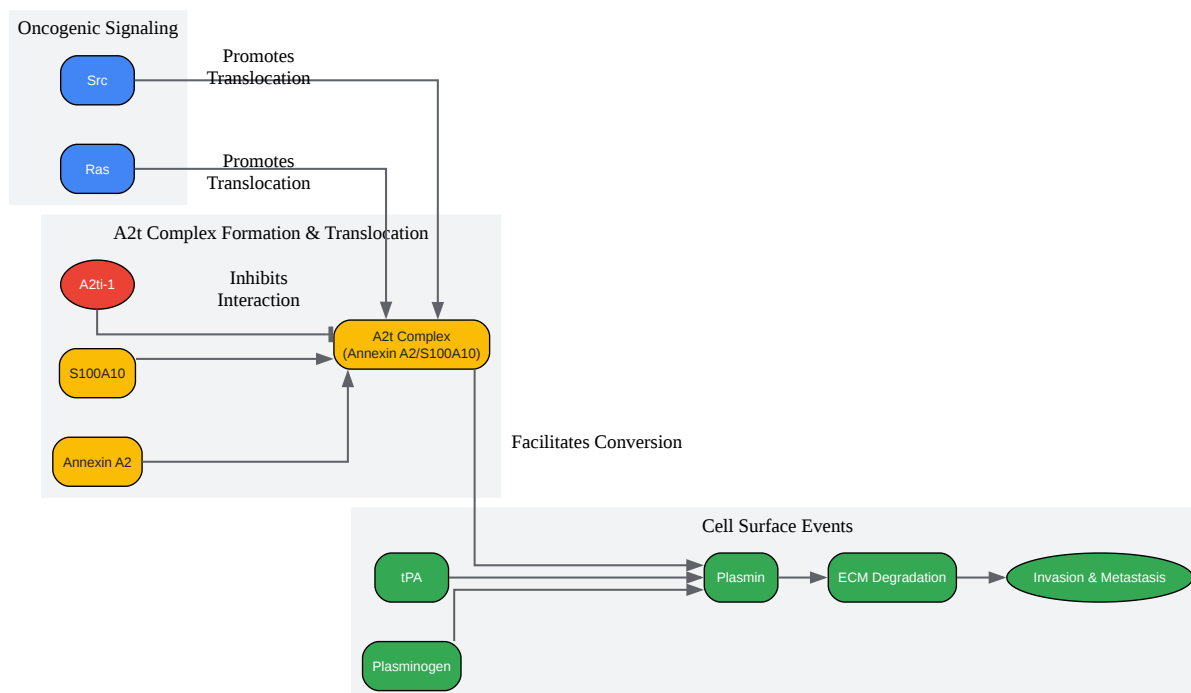 Oncogenic Signaling
Src
Promotes
Translocation
Ras
Promotes
Translocation
A2t Complex Formation & Translocation
A2ti-1
Inhibits
Interaction
A2t Complex
(Annexin A2/S100A10)
S100A10
Annexin A2
Facilitates Conversion
Cell Surface Events
tPA
Plasmin
ECM Degradation
Invasion & Metastasis
Plasminogen